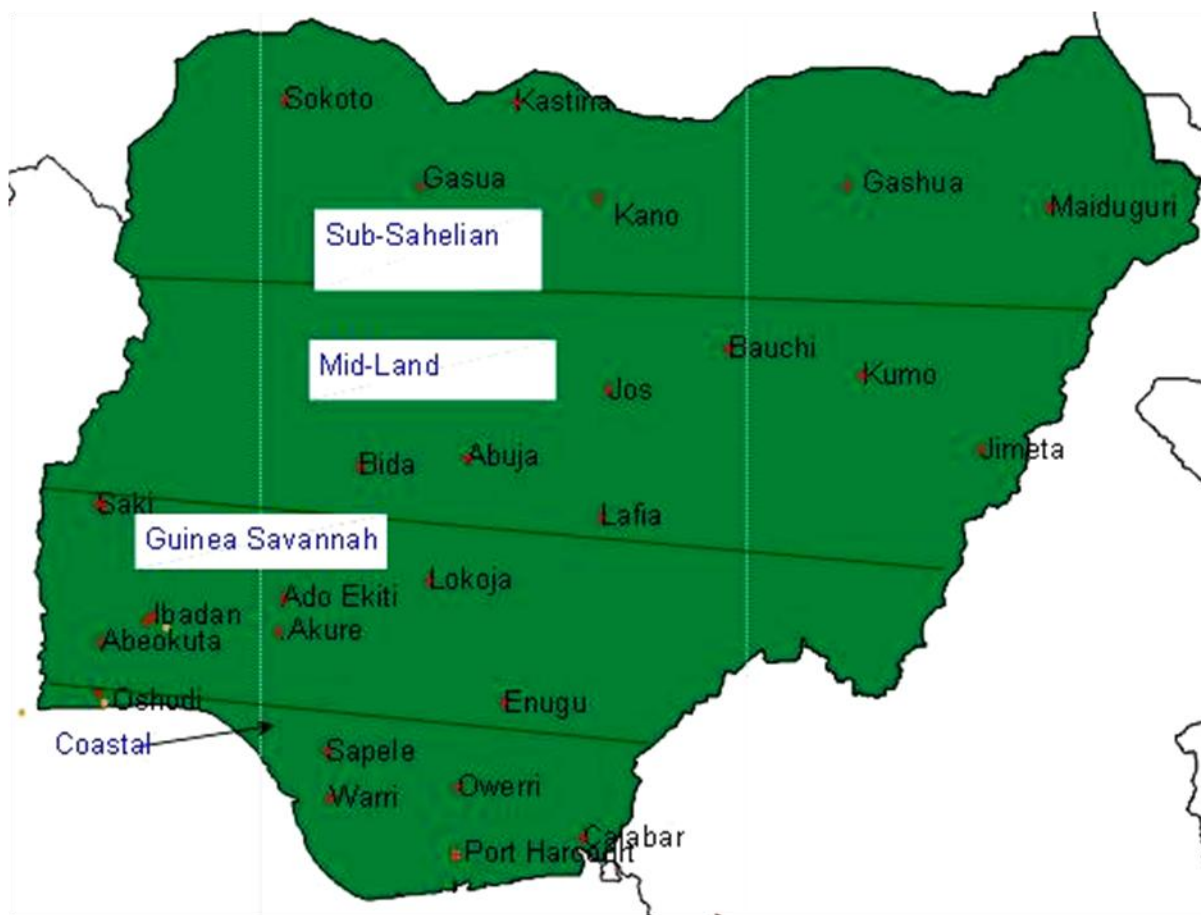 Sokoto
Kastina
Gasua
Kano
Gashua
Maiduguri
Sub-Sahelian
Mid-Land
Bauchi
Kumo
Jos
Jimeta
Bida
Abuja
Saki
Lafia
Guinea Savannah
Lokoja
Ado Ekiti
Ibadan
Akure
Abeokuta
Oshodi
Enugu
Coastal
Sapele
Warri
Owerri
Calabar
Port Harcourt